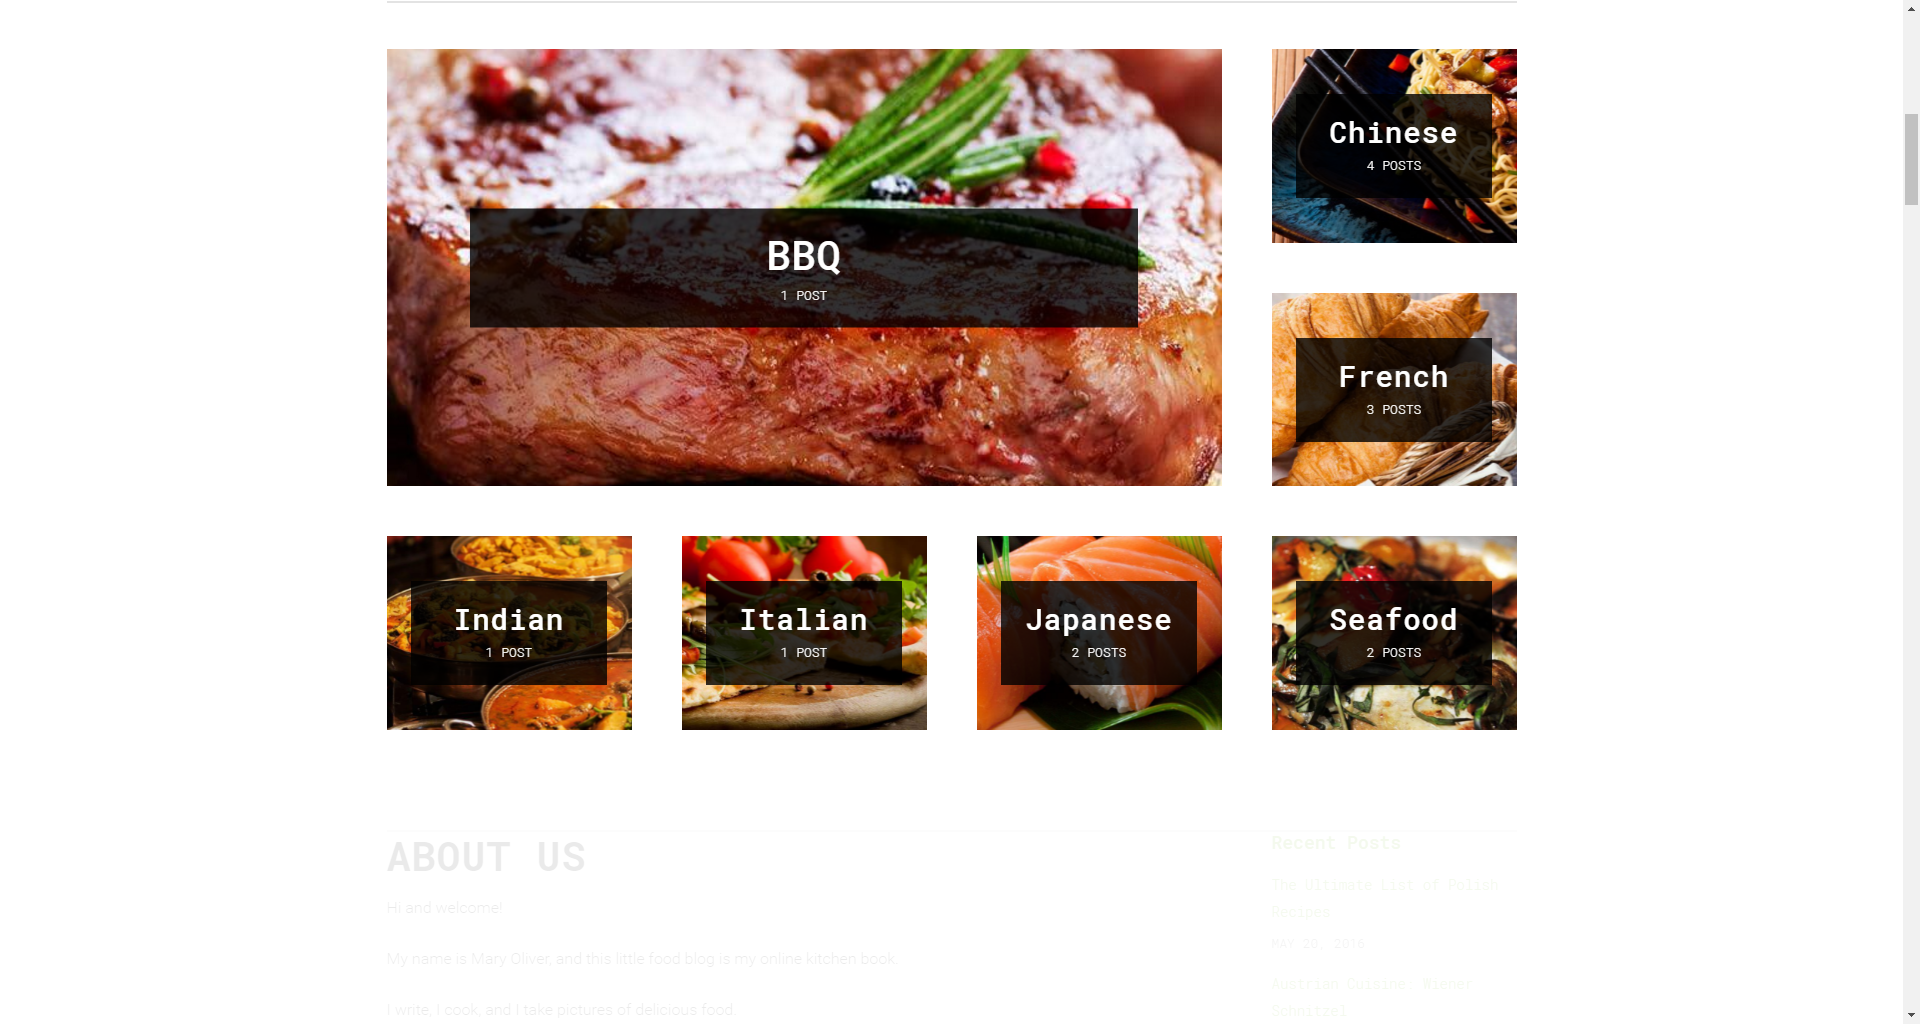 BBQ
1 POST
Chinese
4 POSTS
French
3 POSTS
Indian
1 POST
Italian
1 POST
Japanese
2 POSTS
Seafood
2 POSTS
ABOUT US
Hi and welcome!
My name is Mary Oliver, and this little food blog is my online kitchen book.
I write, I cook, and I take pictures of delicious food.
Recent Posts
The Ultimate List of Polish
Recipes
MAY 20, 2016
Austrian Cuisine: Wiener
Schnitzel